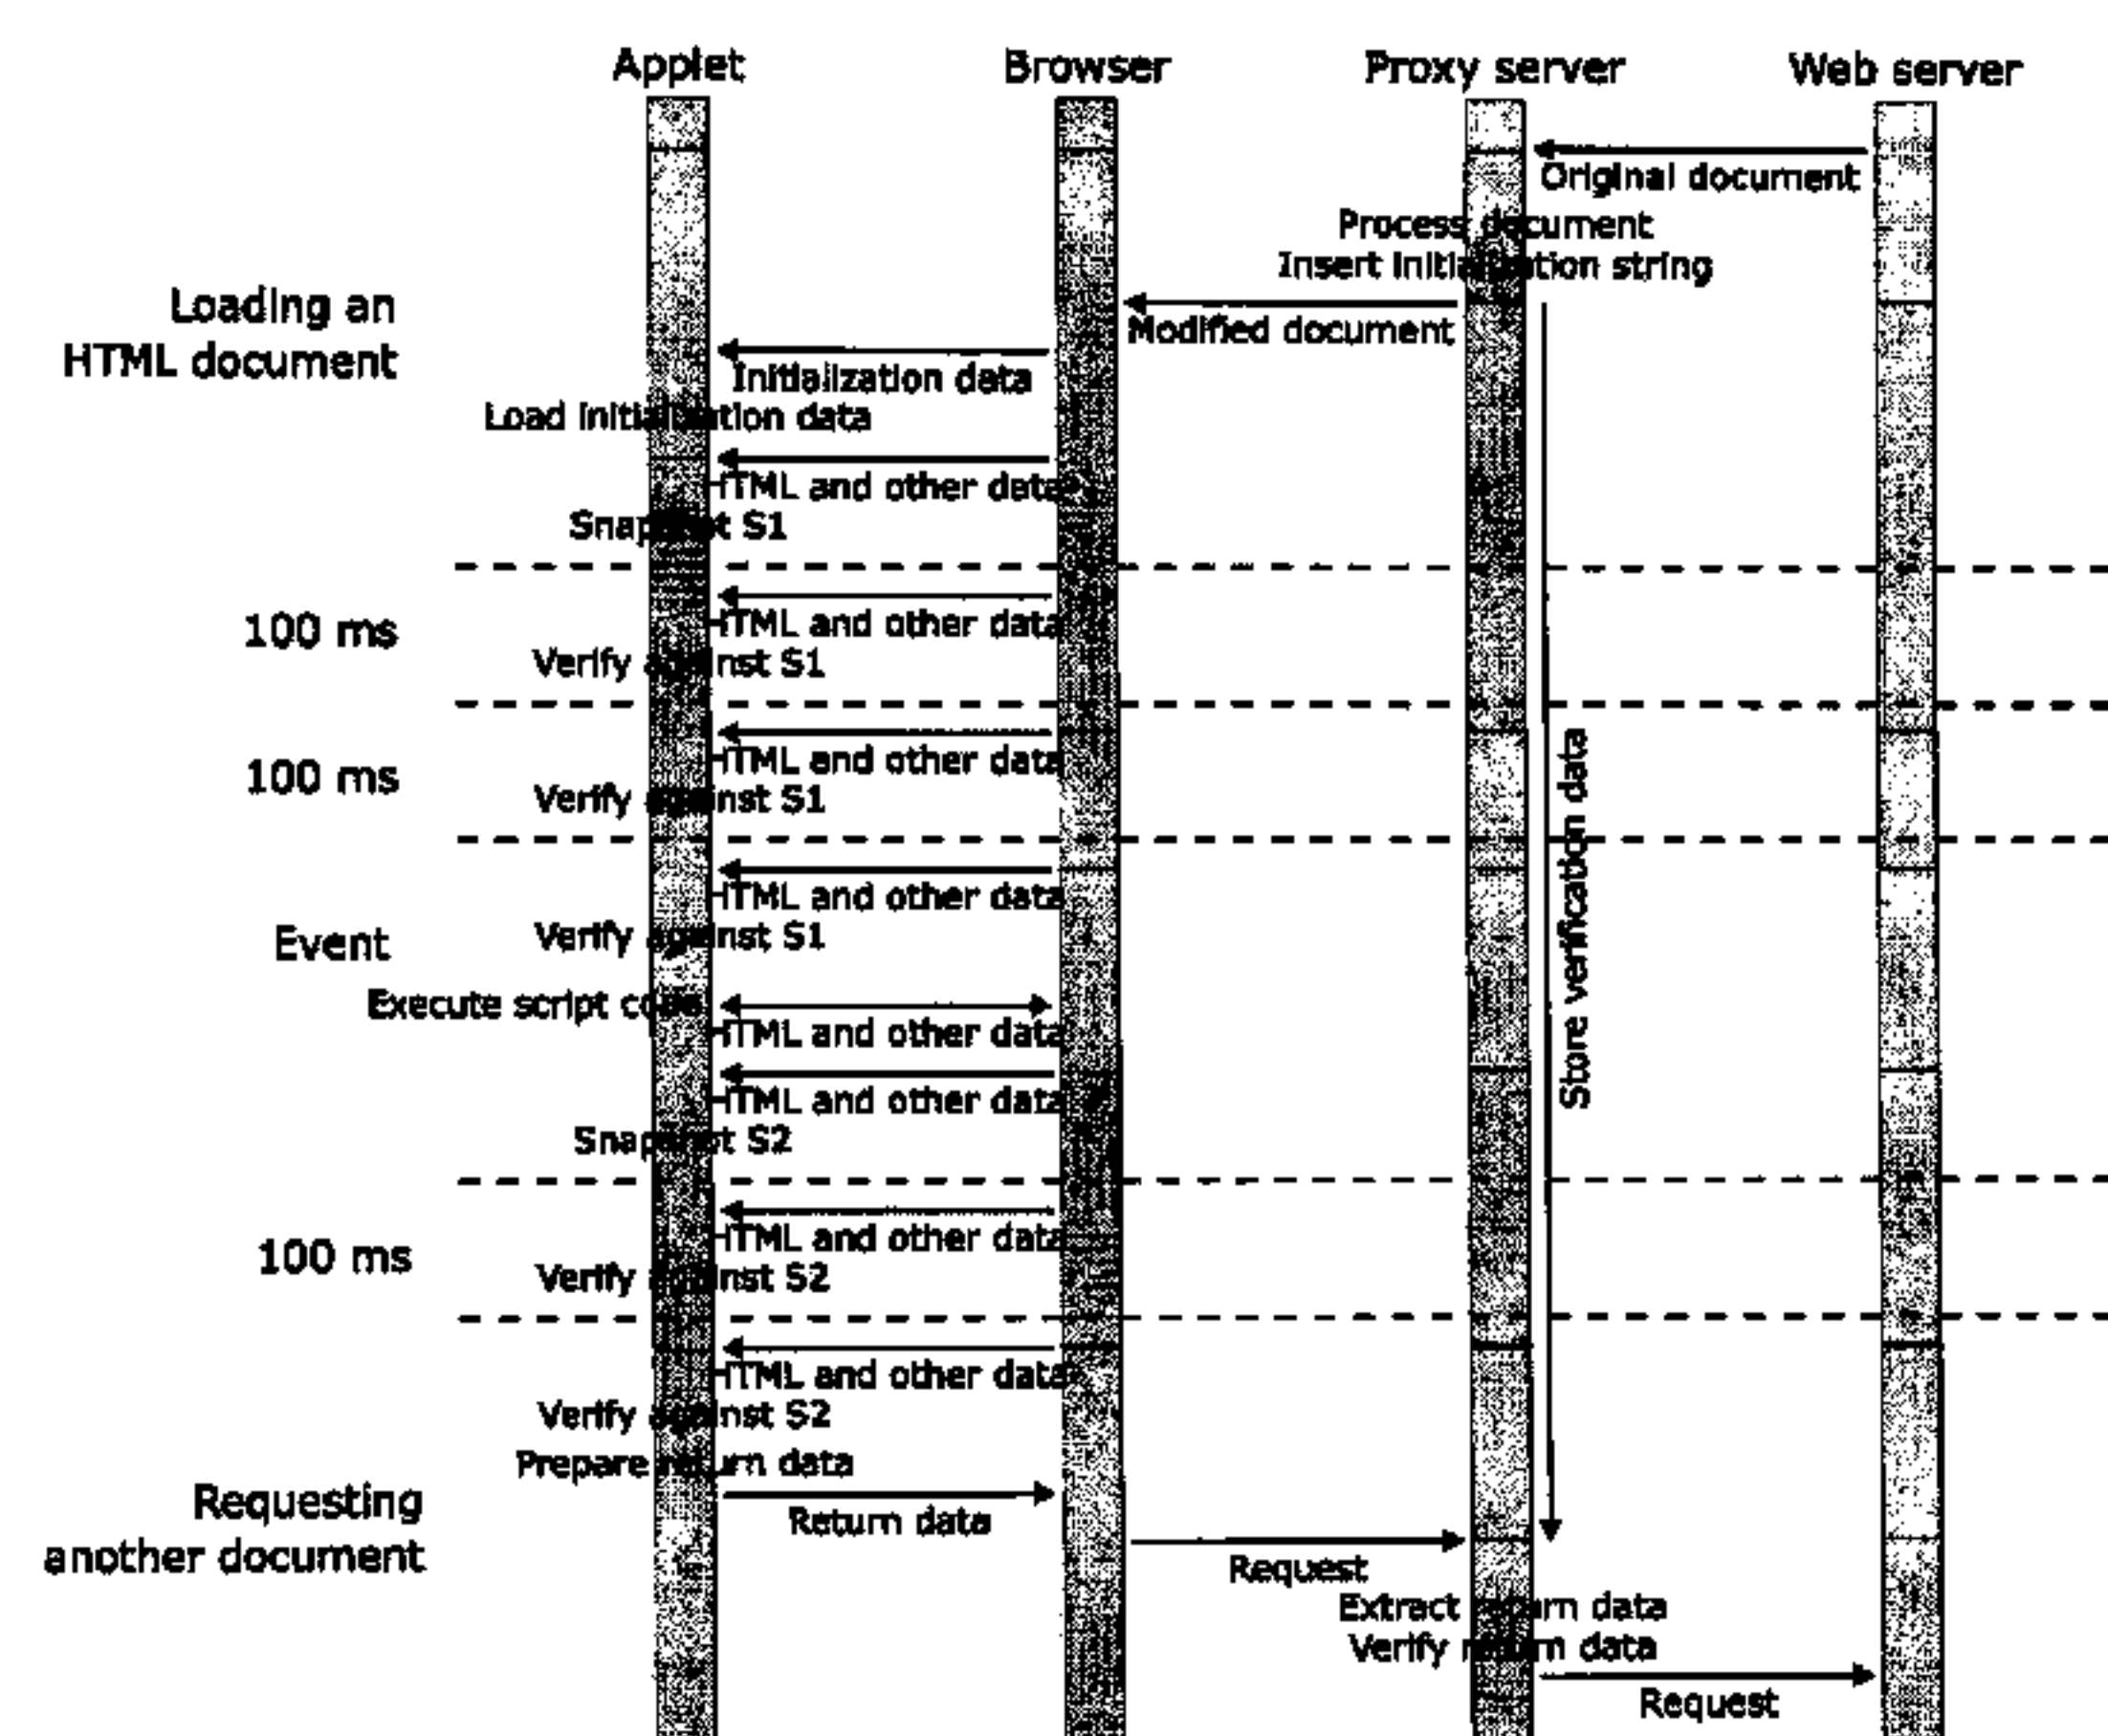 Applet
Browser
Proxy server
Web server
Original document
Process document
Insert initialization string
Modified document
Loading an
HTML document
Initialization data
Load initialization data
HTML and other data
Snapshot S1
HTML and other data
100 ms
Verify against S1
HTML and other data
100 ms
Verify against S1
Store verification data
HTML and other data
Event
Verify against S1
Execute script code
HTML and other data
HTML and other data
Snapshot S2
HTML and other data
100 ms
Verify against S2
HTML and other data
Verify against S2
Prepare return data
Requesting
another document
Return data
Request
Extract return data
Verify return data
Request